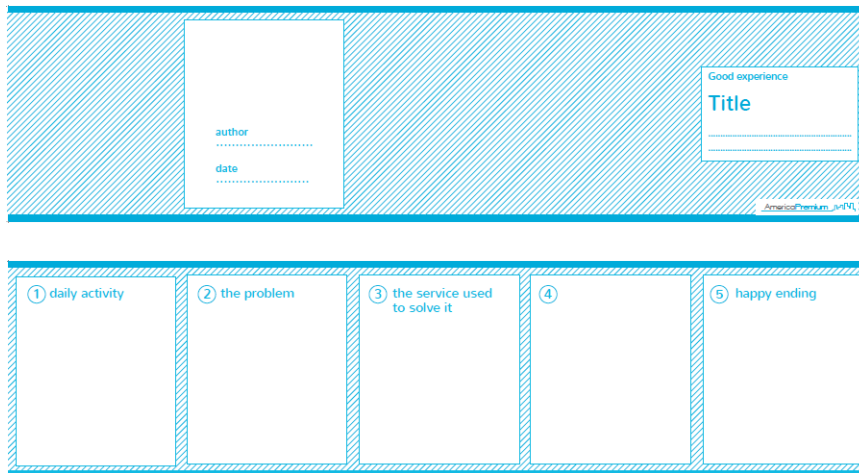 Good experience
Title
author
date
AmericaPremium
1 daily activity
2 the problem
3 the service used
to solve it
4
5 happy ending